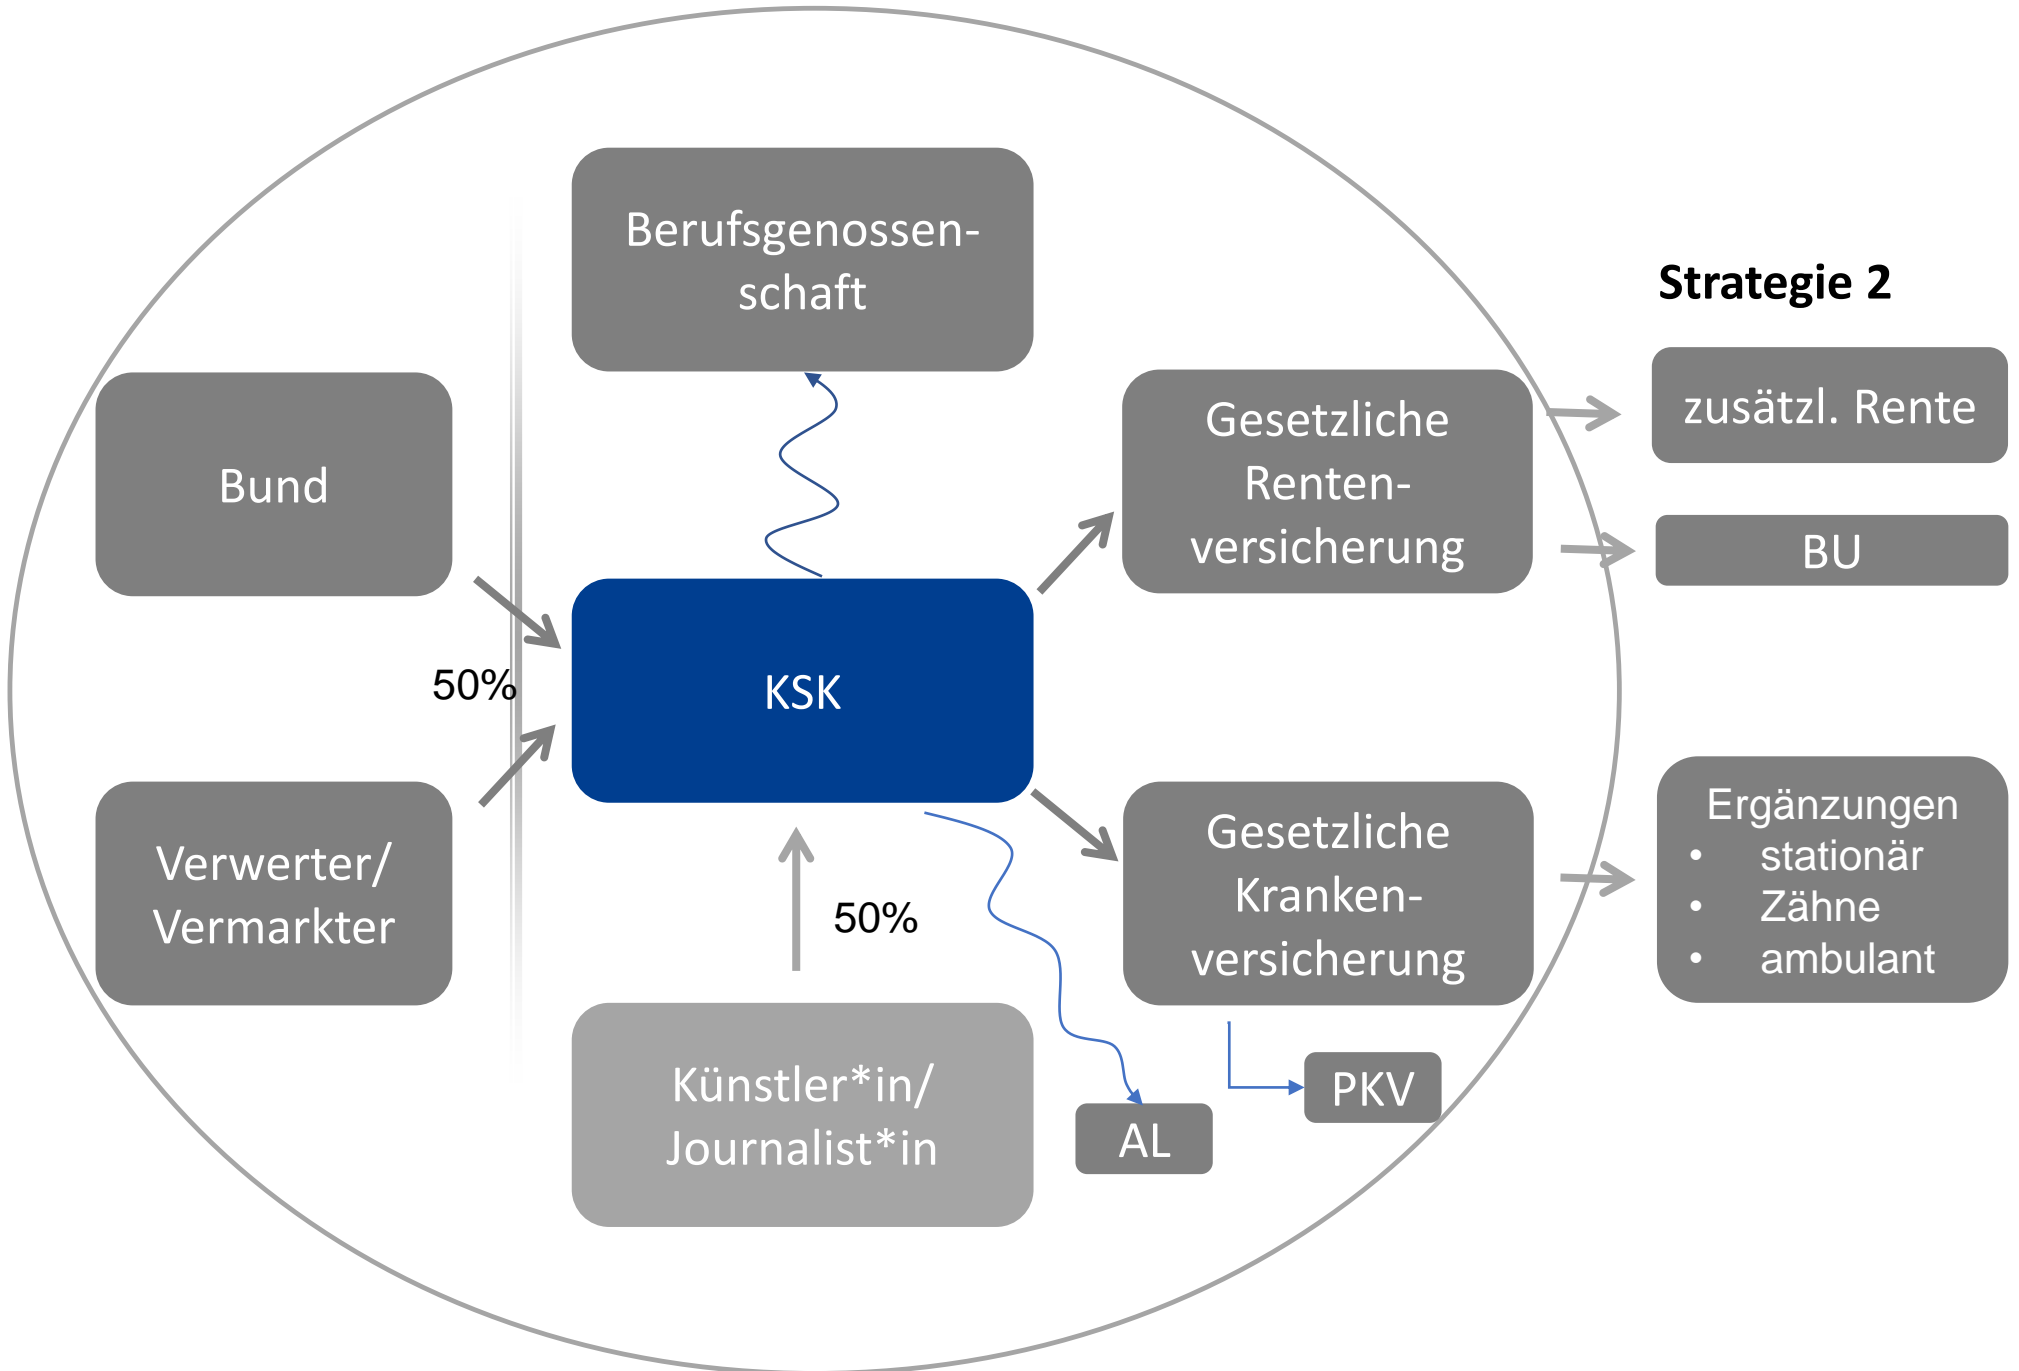 Berufsgenossen-
schaft
Strategie 2
Bund
Gesetzliche
Renten-
versicherung
zusätzl. Rente
BU
50%
KSK
Verwerter/
Vermarkter
50%
Gesetzliche
Kranken-
versicherung
Ergänzungen
• stationär
• Zähne
• ambulant
Künstler*in/
Journalist*in
AL
PKV